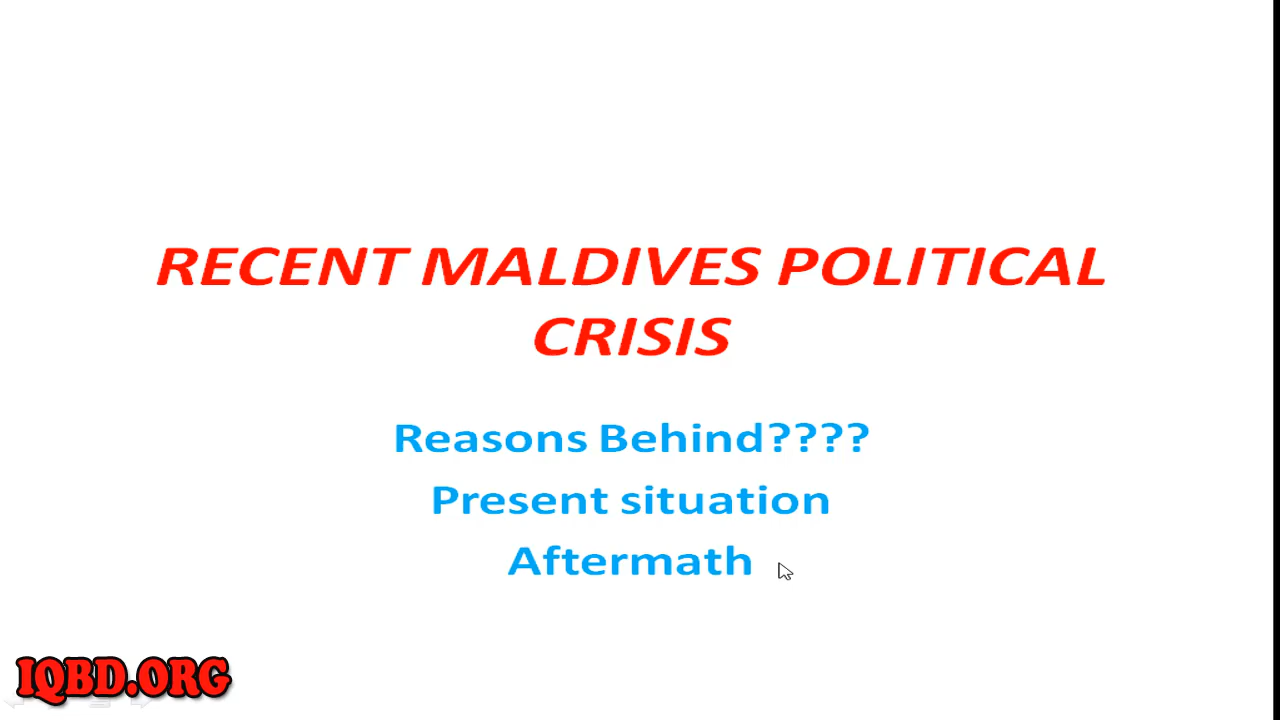 RECENT MALDIVES POLITICAL
CRISIS
Reasons Behind????
Present situation
Aftermath
IQBD.ORG